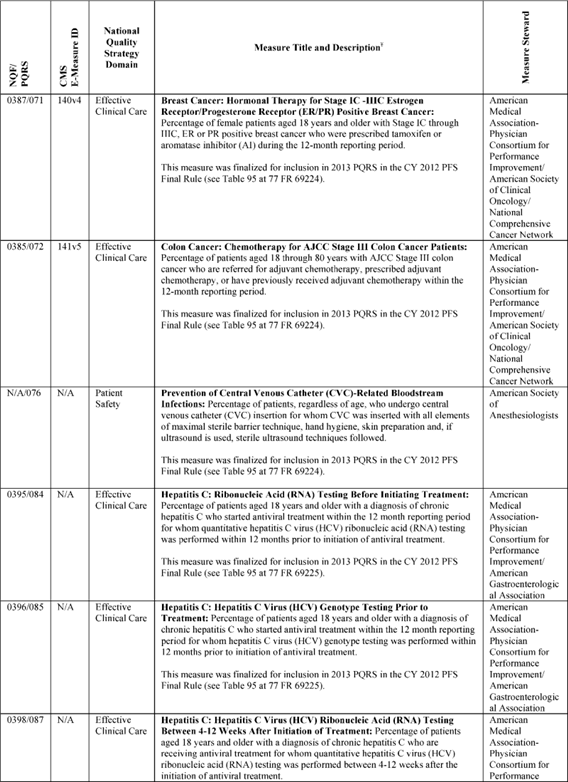 NQF/
PQRS
CMS
E-Measure ID
National
Quality
Strategy
Domain
Measure Title and Description¥
Measure Steward
0387/071
140v4
Effective
Clinical Care
Breast Cancer: Hormonal Therapy for Stage IC -IIIC Estrogen
Receptor/Progesterone Receptor (ER/PR) Positive Breast Cancer:
Percentage of female patients aged 18 years and older with Stage IC through
IIIC, ER or PR positive breast cancer who were prescribed tamoxifen or
aromatase inhibitor (AI) during the 12-month reporting period.
This measure was finalized for inclusion in 2013 PQRS in the CY 2012 PFS
Final Rule (see Table 95 at 77 FR 69224).
American
Medical
Association-
Physician
Consortium for
Performance
Improvement/
American Society
of Clinical
Oncology/
National
Comprehensive
Cancer Network
0385/072
141v5
Effective
Clinical Care
Colon Cancer: Chemotherapy for AJCC Stage III Colon Cancer Patients:
Percentage of patients aged 18 through 80 years with AJCC Stage III colon
cancer who are referred for adjuvant chemotherapy, prescribed adjuvant
chemotherapy, or have previously received adjuvant chemotherapy within the
12-month reporting period.
This measure was finalized for inclusion in 2013 PQRS in the CY 2012 PFS
Final Rule (see Table 95 at 77 FR 69224).
American
Medical
Association-
Physician
Consortium for
Performance
Improvement/
American Society
of Clinical
Oncology/
National
Comprehensive
Cancer Network
N/A/076
N/A
Patient
Safety
Prevention of Central Venous Catheter (CVC)-Related Bloodstream
Infections: Percentage of patients, regardless of age, who undergo central
venous catheter (CVC) insertion for whom CVC was inserted with all elements
of maximal sterile barrier technique, hand hygiene, skin preparation and, if
ultrasound is used, sterile ultrasound techniques followed.
This measure was finalized for inclusion in 2013 PQRS in the CY 2012 PFS
Final Rule (see Table 95 at 77 FR 69224).
American Society
of
Anesthesiologists
0395/084
N/A
Effective
Clinical Care
Hepatitis C: Ribonucleic Acid (RNA) Testing Before Initiating Treatment:
Percentage of patients aged 18 years and older with a diagnosis of chronic
hepatitis C who started antiviral treatment within the 12 month reporting period
for whom quantitative hepatitis C virus (HCV) ribonucleic acid (RNA) testing
was performed within 12 months prior to initiation of antiviral treatment.
This measure was finalized for inclusion in 2013 PQRS in the CY 2012 PFS
Final Rule (see Table 95 at 77 FR 69225).
American
Medical
Association-
Physician
Consortium for
Performance
Improvement/
American
Gastroenterologic
al Association
0396/085
N/A
Effective
Clinical Care
Hepatitis C: Hepatitis C Virus (HCV) Genotype Testing Prior to
Treatment: Percentage of patients aged 18 years and older with a diagnosis of
chronic hepatitis C who started antiviral treatment within the 12 month reporting
period for whom hepatitis C virus (HCV) genotype testing was performed within
12 months prior to initiation of antiviral treatment.
This measure was finalized for inclusion in 2013 PQRS in the CY 2012 PFS
Final Rule (see Table 95 at 77 FR 69225).
American
Medical
Association-
Physician
Consortium for
Performance
Improvement/
American
Gastroenterologic
al Association
0398/087
N/A
Effective
Clinical Care
Hepatitis C: Hepatitis C Virus (HCV) Ribonucleic Acid (RNA) Testing
Between 4-12 Weeks After Initiation of Treatment: Percentage of patients
aged 18 years and older with a diagnosis of chronic hepatitis C who are
receiving antiviral treatment for whom quantitative hepatitis C virus (HCV)
ribonucleic acid (RNA) testing was performed between 4-12 weeks after the
initiation of antiviral treatment.
American
Medical
Association-
Physician
Consortium for
Performance